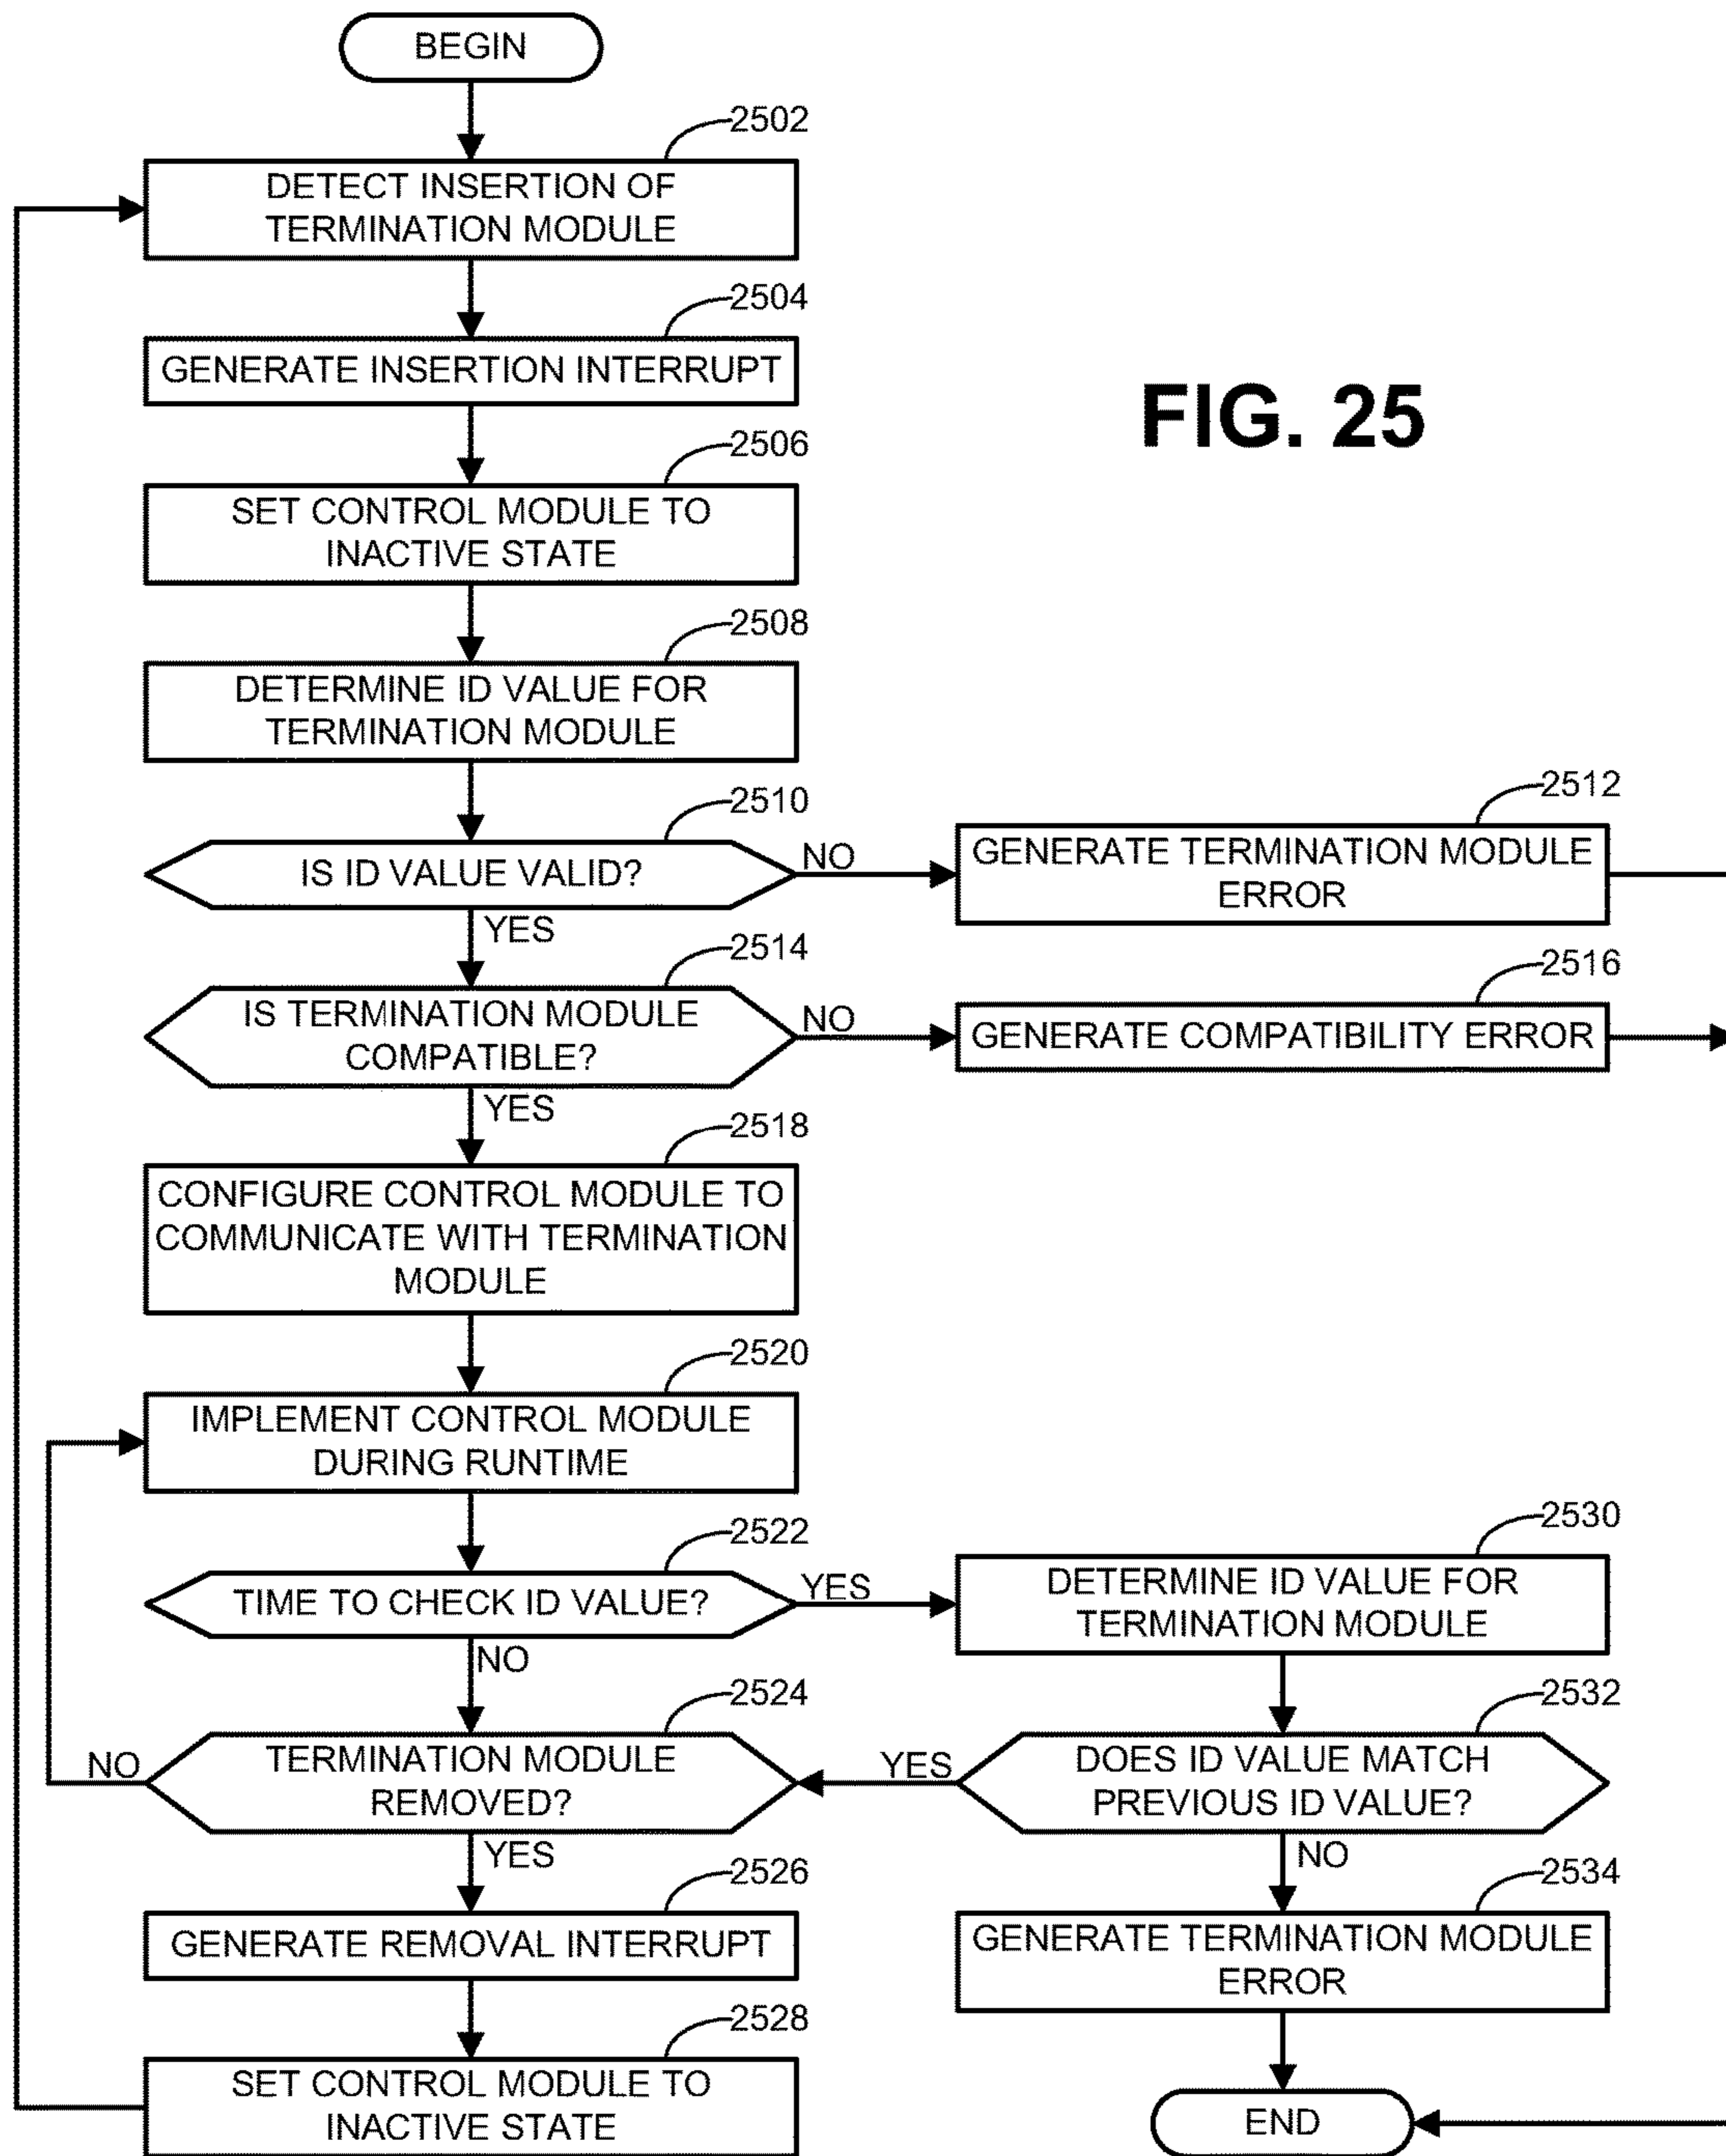 BEGIN
2502
DETECT INSERTION OF
TERMINATION MODULE
2504
GENERATE INSERTION INTERRUPT
FIG. 25
2506
SET CONTROL MODULE TO
INACTIVE STATE
2508
DETERMINE ID VALUE FOR
TERMINATION MODULE
2510
IS ID VALUE VALID?
NO
2512
GENERATE TERMINATION MODULE
ERROR
YES
2514
IS TERMINATION MODULE
COMPATIBLE?
NO
2516
GENERATE COMPATIBILITY ERROR
YES
2518
CONFIGURE CONTROL MODULE TO
COMMUNICATE WITH TERMINATION
MODULE
2520
IMPLEMENT CONTROL MODULE
DURING RUNTIME
2522
TIME TO CHECK ID VALUE?
YES
2530
DETERMINE ID VALUE FOR
TERMINATION MODULE
NO
2524
TERMINATION MODULE
REMOVED?
NO
YES
2532
DOES ID VALUE MATCH
PREVIOUS ID VALUE?
YES
NO
2526
GENERATE REMOVAL INTERRUPT
2534
GENERATE TERMINATION MODULE
ERROR
2528
SET CONTROL MODULE TO
INACTIVE STATE
END